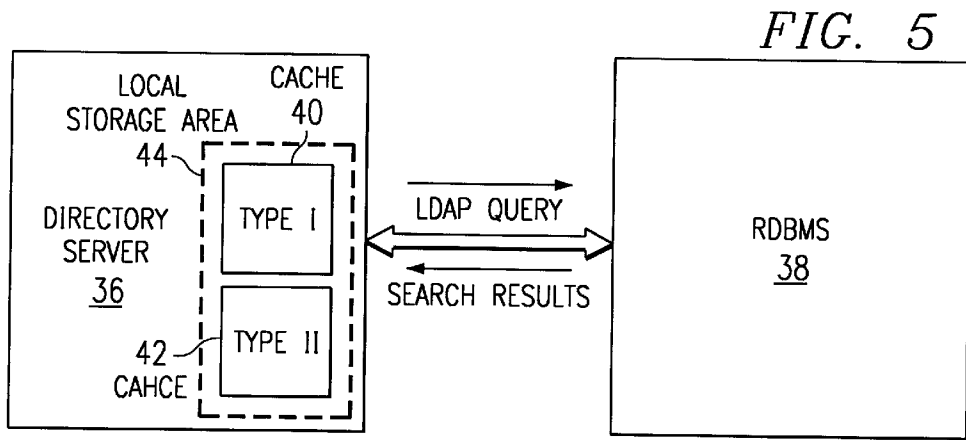 FIG. 5
LOCAL
STORAGE AREA
44
CACHE
40
TYPE I
DIRECTORY
SERVER
36
TYPE II
42
CAHCE
LDAP QUERY
SEARCH RESULTS
RDBMS
38